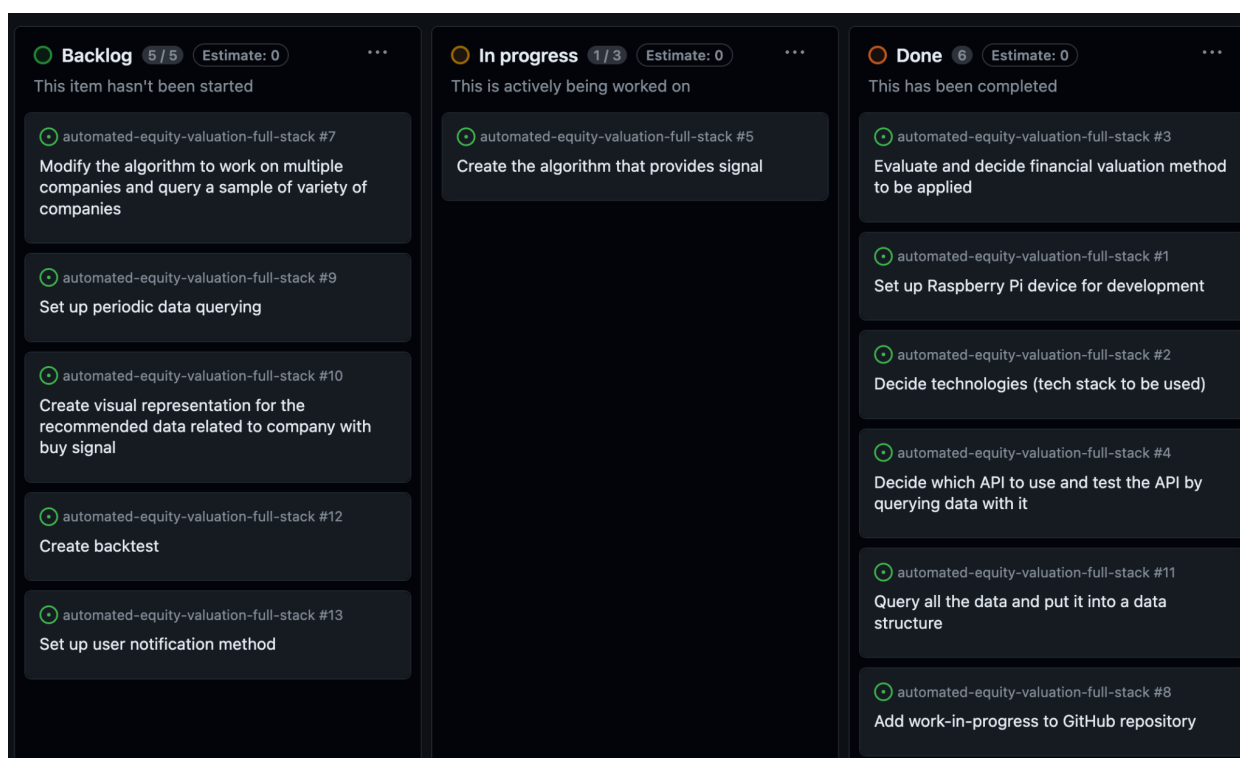 Backlog 5 / 5 Estimate: 0 ...
This item hasn't been started
automated-equity-valuation-full-stack #7
Modify the algorithm to work on multiple
companies and query a sample of variety of
companies
automated-equity-valuation-full-stack #9
Set up periodic data querying
automated-equity-valuation-full-stack #10
Create visual representation for the
recommended data related to company with
buy signal
automated-equity-valuation-full-stack #12
Create backtest
automated-equity-valuation-full-stack #13
Set up user notification method
In progress 1 / 3 Estimate: 0 ...
This is actively being worked on
automated-equity-valuation-full-stack #5
Create the algorithm that provides signal
Done 6 Estimate: 0 ...
This has been completed
automated-equity-valuation-full-stack #3
Evaluate and decide financial valuation method
to be applied
automated-equity-valuation-full-stack #1
Set up Raspberry Pi device for development
automated-equity-valuation-full-stack #2
Decide technologies (tech stack to be used)
automated-equity-valuation-full-stack #4
Decide which API to use and test the API by
querying data with it
automated-equity-valuation-full-stack #11
Query all the data and put it into a data
structure
automated-equity-valuation-full-stack #8
Add work-in-progress to GitHub repository